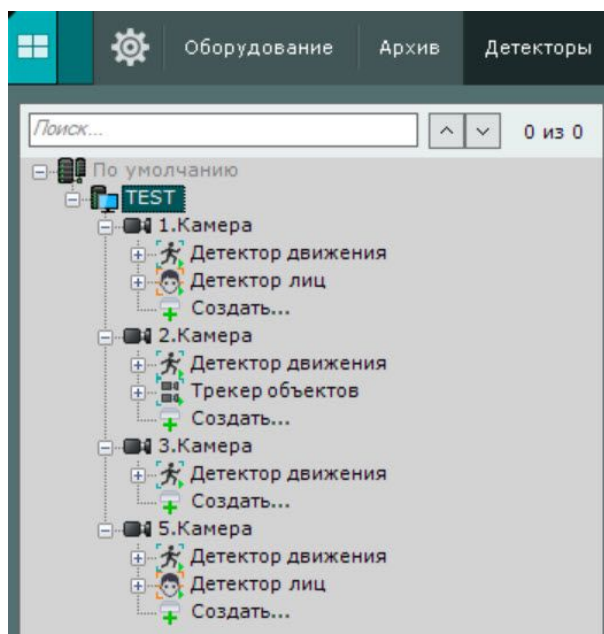 Оборудование Архив Детекторы
Поиск... 0 из 0
По умолчанию
TEST
1.Камера
Детектор движения
Детектор лиц
Создать...
2.Камера
Детектор движения
Трекер объектов
Создать...
3.Камера
Детектор движения
Создать...
5.Камера
Детектор движения
Детектор лиц
Создать...